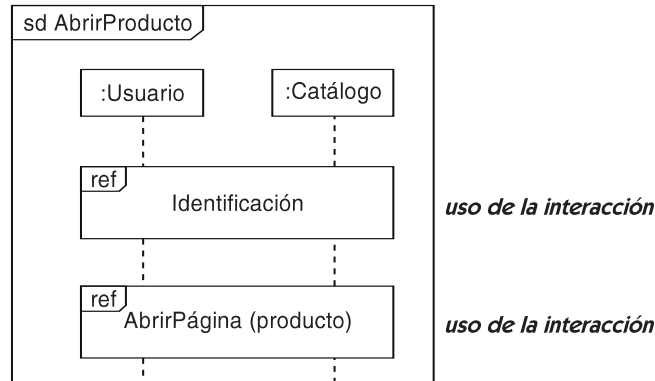 sd AbrirProducto
:Usuario
:Catálogo
ref
Identificación
uso de la interacción
ref
AbrirPágina (producto)
uso de la interacción